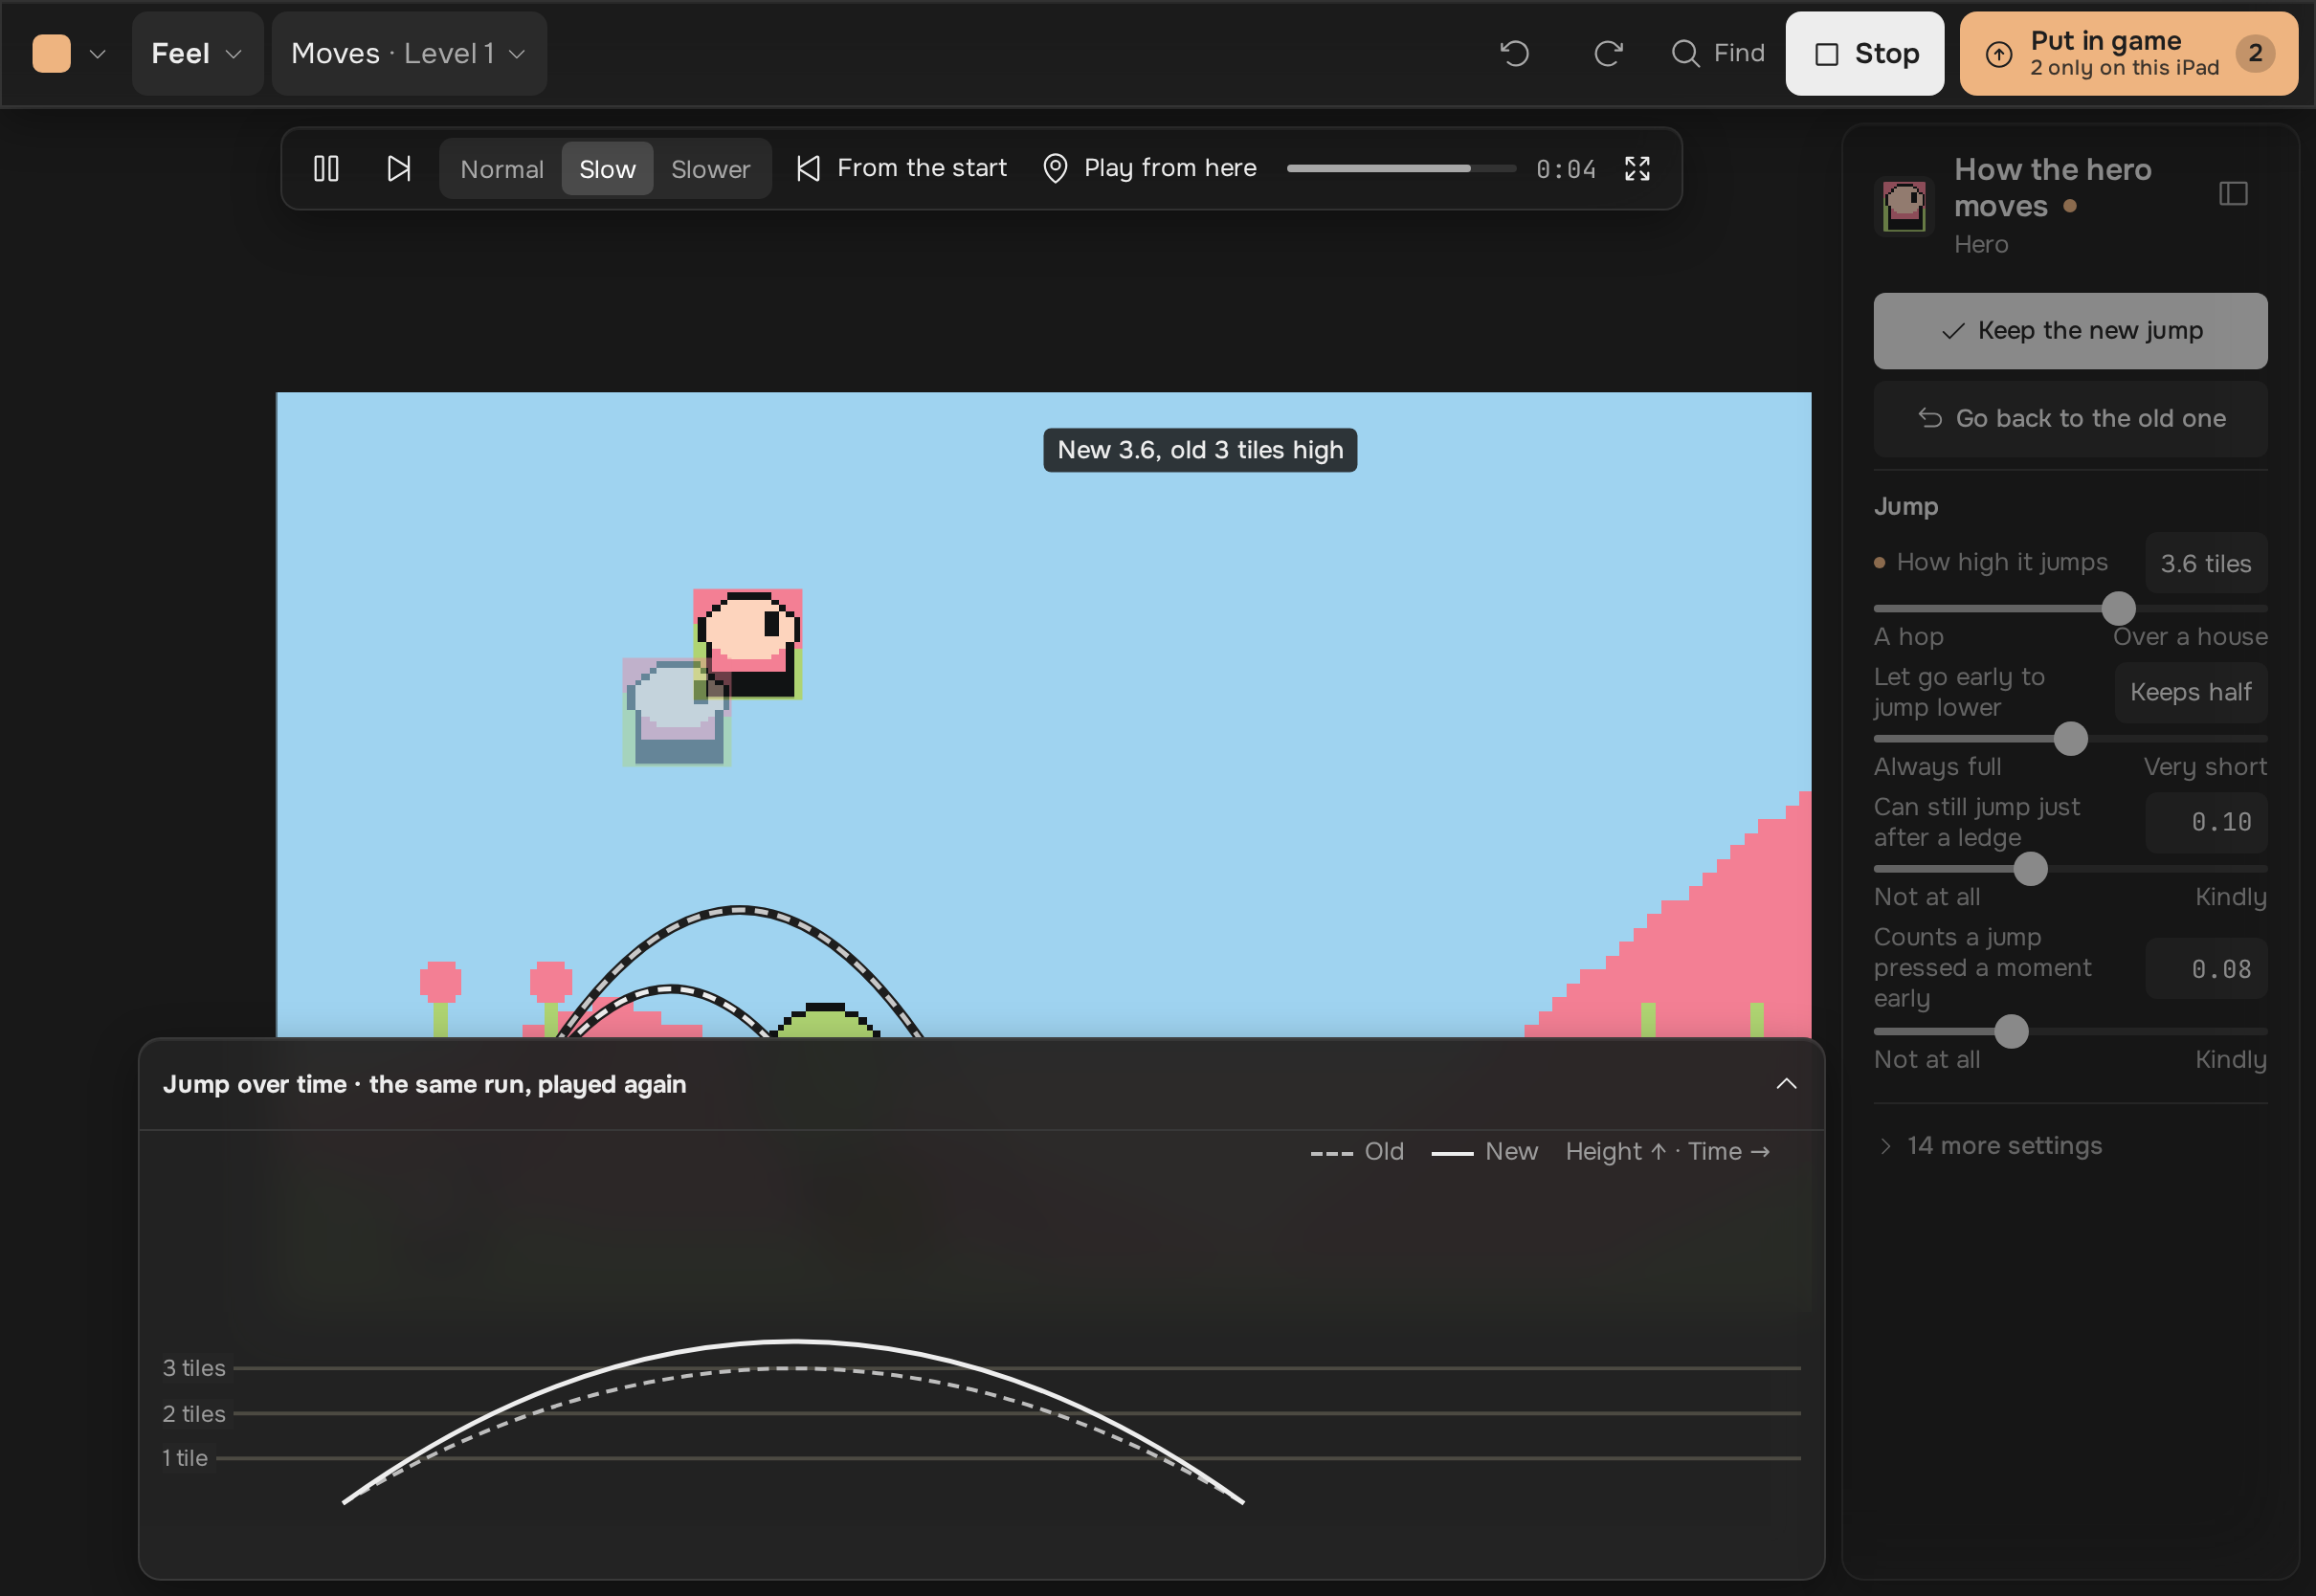 Feel
Moves · Level 1
Find
Stop
Put in game
2 only on this iPad
2
Normal
Slow
Slower
From the start
Play from here
0:04
How the hero
moves
Hero
Keep the new jump
Go back to the old one
New 3.6, old 3 tiles high
Jump
How high it jumps
3.6 tiles
A hop
Over a house
Let go early to
jump lower
Keeps half
Always full
Very short
Can still jump just
after a ledge
0.10
Not at all
Kindly
Counts a jump
pressed a moment
early
0.08
Not at all
Kindly
14 more settings
Jump over time · the same run, played again
Old
New
Height ↑ · Time →
3 tiles
2 tiles
1 tile